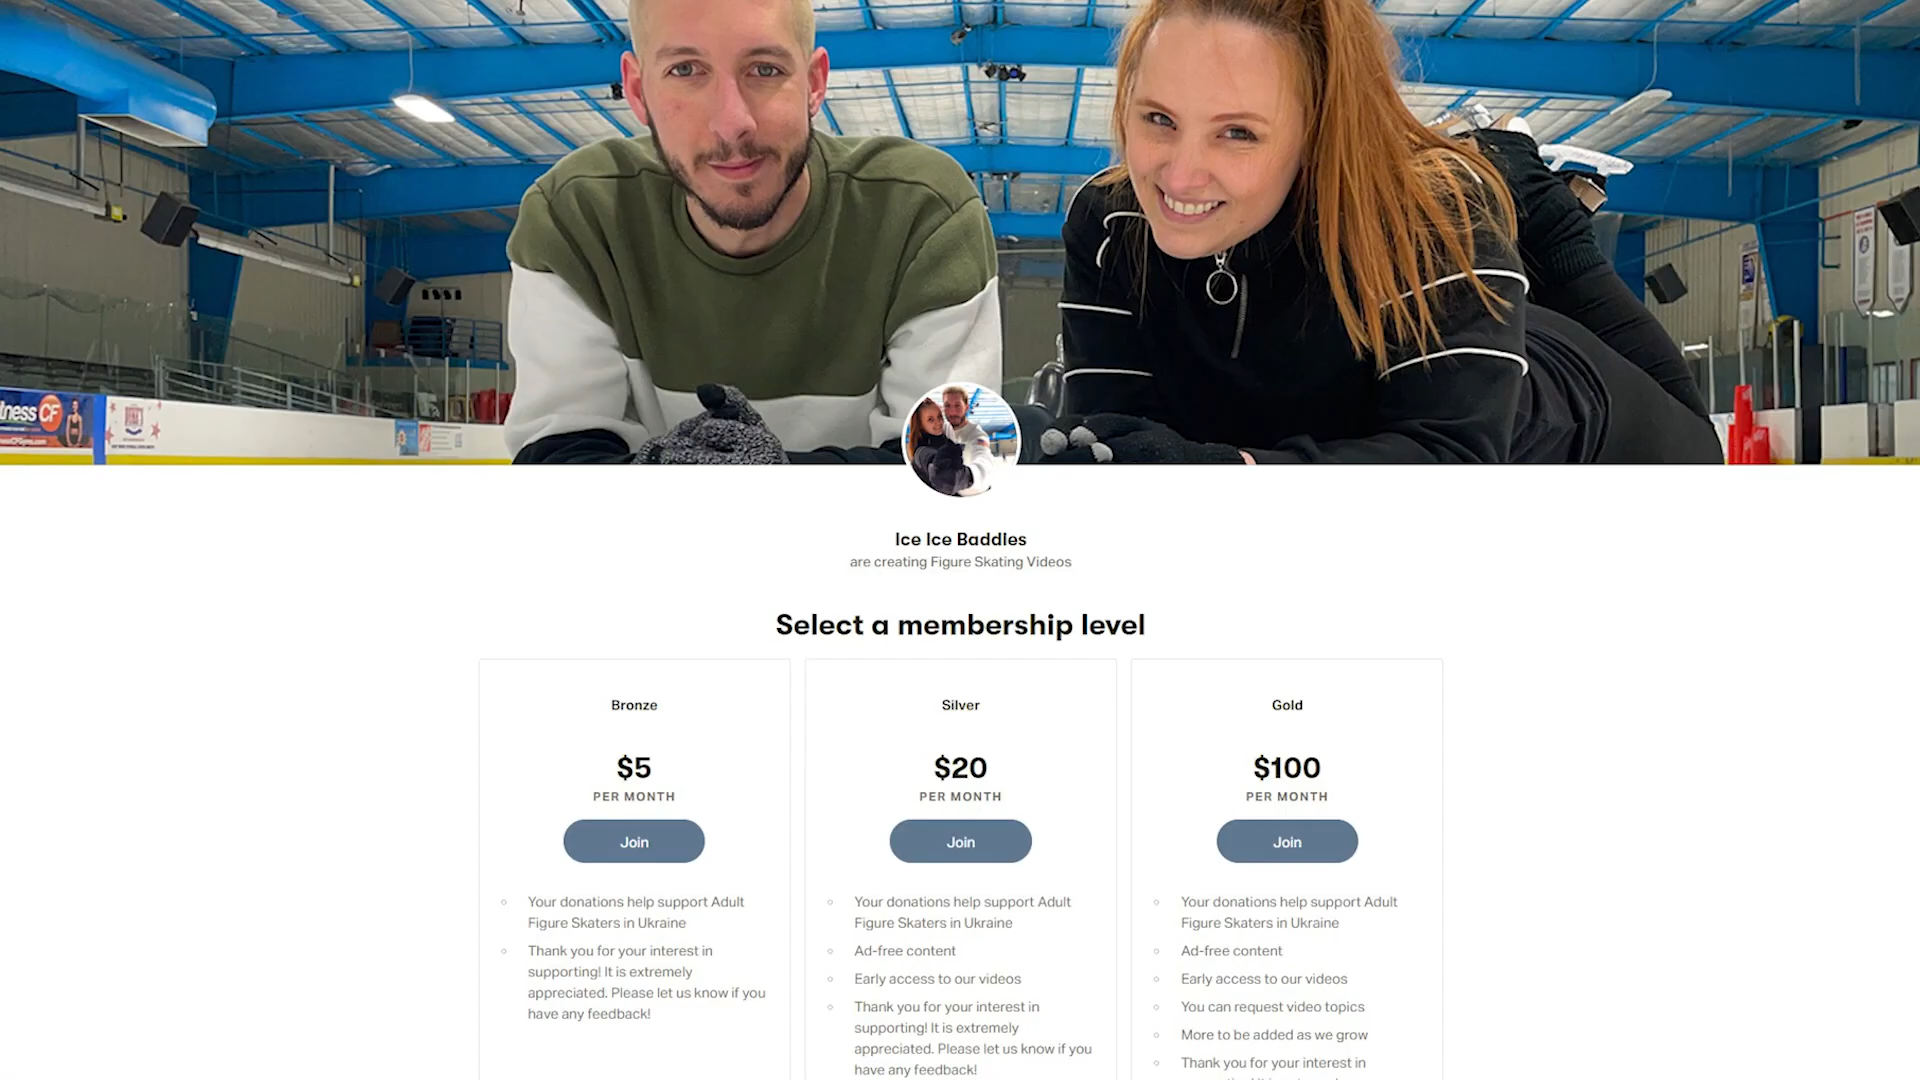 ness CF
Ice Ice Baddies
are creating Figure Skating Videos
Select a membership level
Bronze
$5
PER MONTH
Join
Your donations help support Adult
Figure Skaters in Ukraine
Thank you for your interest in
supporting! It is extremely
appreciated. Please let us know if you
have any feedback!
Silver
$20
PER MONTH
Join
Your donations help support Adult
Figure Skaters in Ukraine
Ad-free content
Early access to our videos
Thank you for your interest in
supporting! It is extremely
appreciated. Please let us know if you
have any feedback!
Gold
$100
PER MONTH
Join
Your donations help support Adult
Figure Skaters in Ukraine
Ad-free content
Early access to our videos
You can request video topics
More to be added as we grow
Thank you for your interest in